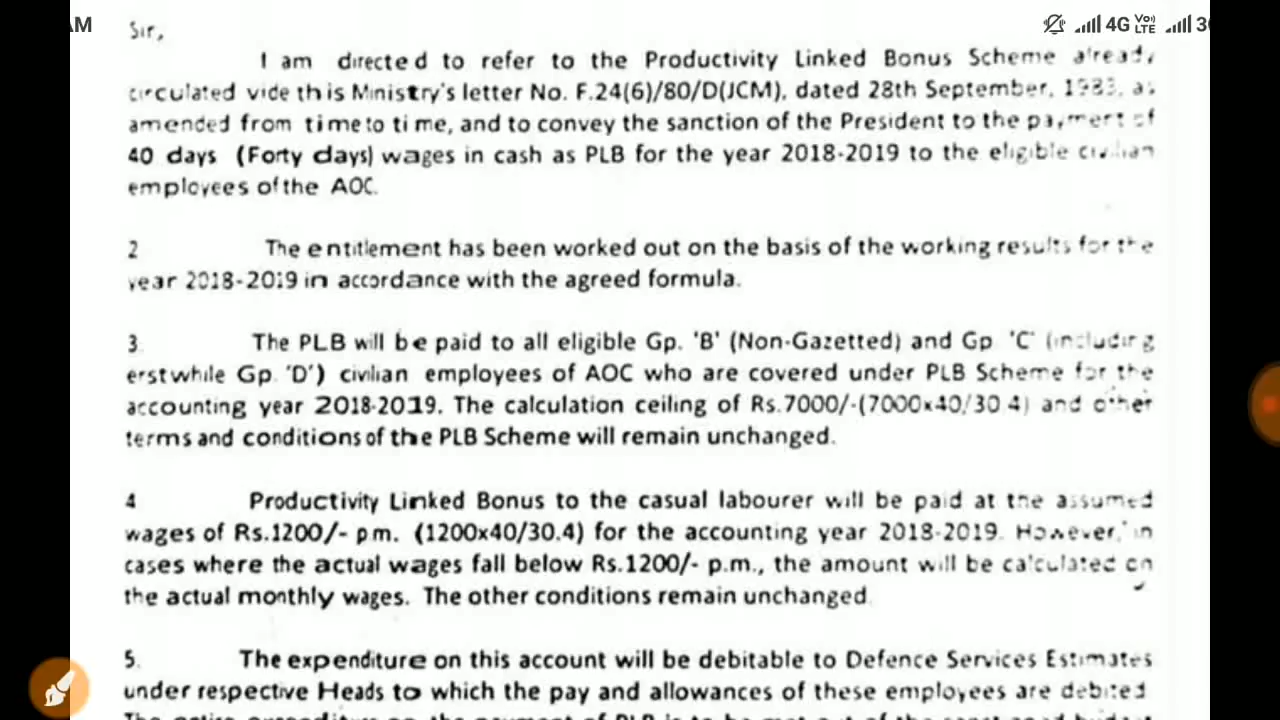 AM
4G Vo) LTE
Sir,
I am directed to refer to the Productivity Linked Bonus Scheme already
circulated vide this Ministry's letter No. F.24(6)/80/D(JCM), dated 28th September, 1983, as
amended from time to time, and to convey the sanction of the President to the payment of
40 days (Forty days) wages in cash as PLB for the year 2018-2019 to the eligible civilian
employees of the AOC.
2 The entitlement has been worked out on the basis of the working results for the
year 2018-2019 in accordance with the agreed formula.
3. The PLB will be paid to all eligible Gp. 'B' (Non-Gazetted) and Gp 'C' (including
erstwhile Gp. 'D') civilian employees of AOC who are covered under PLB Scheme for the
accounting year 2018-2019. The calculation ceiling of Rs.7000/-(7000x40/30.4) and other
terms and conditions of the PLB Scheme will remain unchanged.
4 Productivity Linked Bonus to the casual labourer will be paid at the assumed
wages of Rs.1200/- p.m. (1200x40/30.4) for the accounting year 2018-2019. However, in
cases where the actual wages fall below Rs.1200/- p.m., the amount will be calculated on
the actual monthly wages. The other conditions remain unchanged
5. The expenditure on this account will be debitable to Defence Services Estimates
under respective Heads to which the pay and allowances of these employees are debited